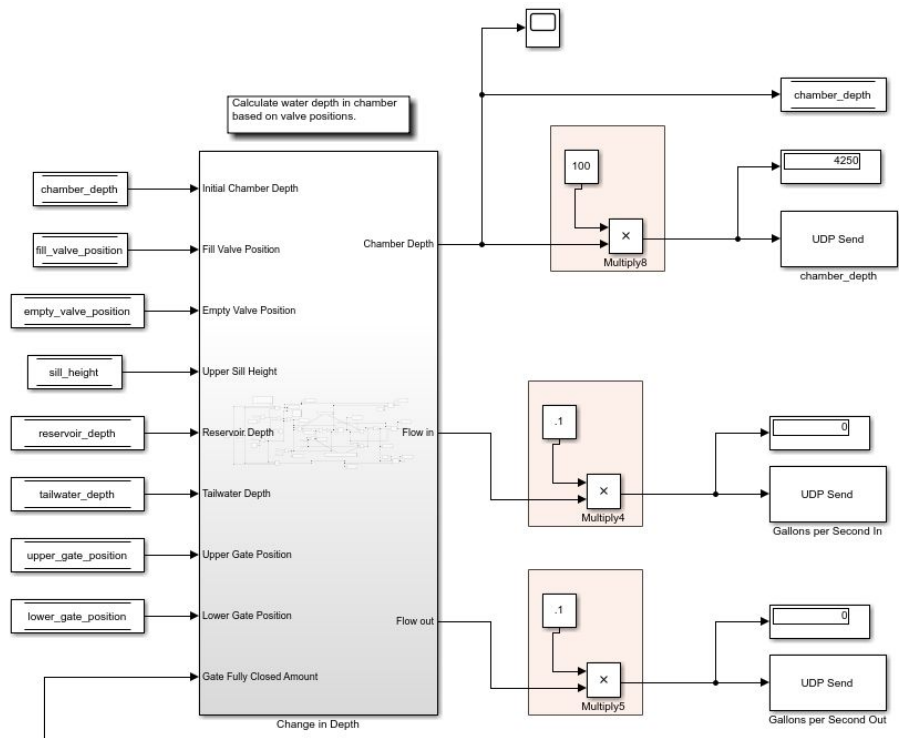 Calculate water depth in chamber
based on valve positions.
chamber_depth
fill_valve_position
empty_valve_position
sill_height
reservoir_depth
tailwater_depth
upper_gate_position
lower_gate_position
Initial Chamber Depth
Fill Valve Position
Empty Valve Position
Upper Sill Height
Reservoir Depth
Tailwater Depth
Upper Gate Position
Lower Gate Position
Gate Fully Closed Amount
Chamber Depth
Flow in
Flow out
Change in Depth
chamber_depth
100
×
Multiply8
4250
UDP Send
chamber_depth
.1
×
Multiply4
0
UDP Send
Gallons per Second In
.1
×
Multiply5
0
UDP Send
Gallons per Second Out